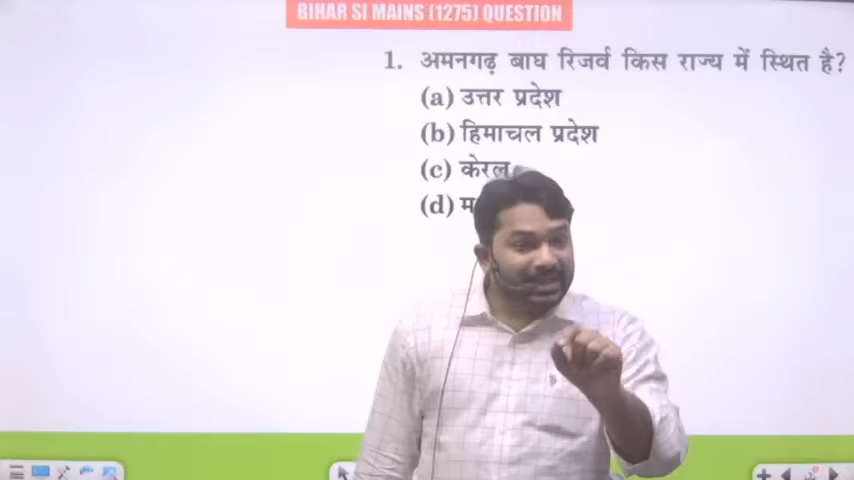 BIHAR SI MAINS (1275) QUESTION
1. अमनगढ़ बाघ रिजर्व किस राज्य में स्थित है?
(a) उत्तर प्रदेश
(b) हिमाचल प्रदेश
(c) केरल
(d)